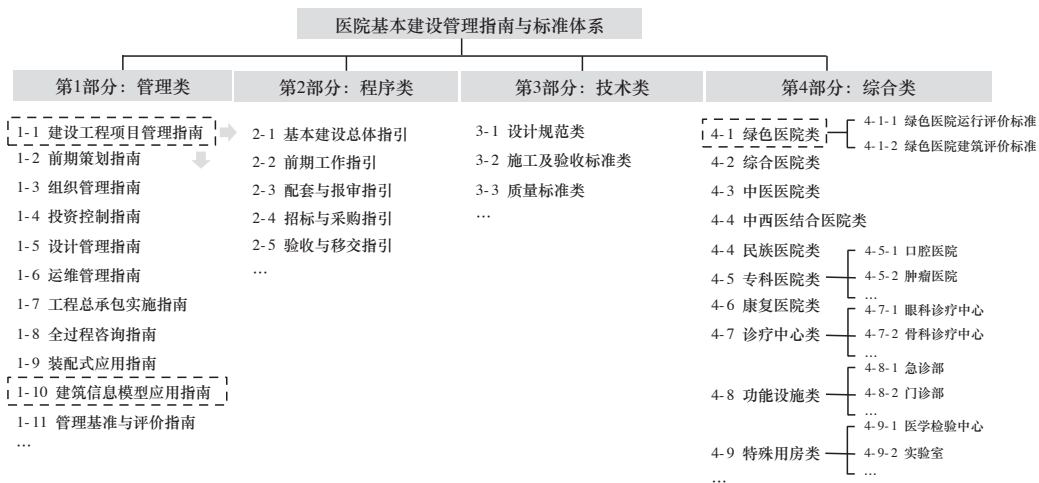 医院基本建设管理指南与标准体系
第1部分：管理类
1-1 建设工程项目管理指南
1-2 前期策划指南
1-3 组织管理指南
1-4 投资控制指南
1-5 设计管理指南
1-6 运维管理指南
1-7 工程总承包实施指南
1-8 全过程咨询指南
1-9 装配式应用指南
1-10 建筑信息模型应用指南
1-11 管理基准与评价指南
…
第2部分：程序类
2-1 基本建设总体指引
2-2 前期工作指引
2-3 配套与报审指引
2-4 招标与采购指引
2-5 验收与移交指引
…
第3部分：技术类
3-1 设计规范类
3-2 施工及验收标准类
3-3 质量标准类
…
第4部分：综合类
4-1 绿色医院类
4-1-1 绿色医院运行评价标准
4-1-2 绿色医院建筑评价标准
4-2 综合医院类
4-3 中医医院类
4-4 中西医结合医院类
4-4 民族医院类
4-5 专科医院类
4-5-1 口腔医院
4-5-2 肿瘤医院
…
4-6 康复医院类
4-7 诊疗中心类
4-7-1 眼科诊疗中心
4-7-2 骨科诊疗中心
…
4-8 功能设施类
4-8-1 急诊部
4-8-2 门诊部
…
4-9 特殊用房类
4-9-1 医学检验中心
4-9-2 实验室
…
…